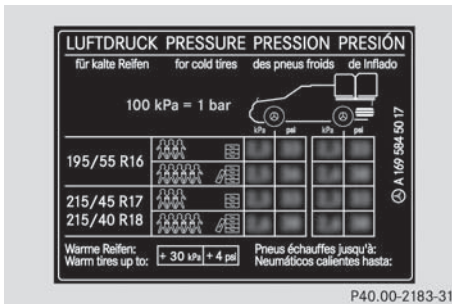 LUFTDRUCK PRESSURE PRESSION PRESIÓN
für kalte Reifen for cold tires des pneus froids de Inflado
100 kPa = 1 bar
kPa psi kPa psi
195/55 R16
215/45 R17
215/40 R18
A 169 584 50 17
Warme Reifen: Pneus échauffes jusqu'à:
Warm tires up to: + 30 kPa + 4 psi Neumáticos calientes hasta:
P40.00-2183-31